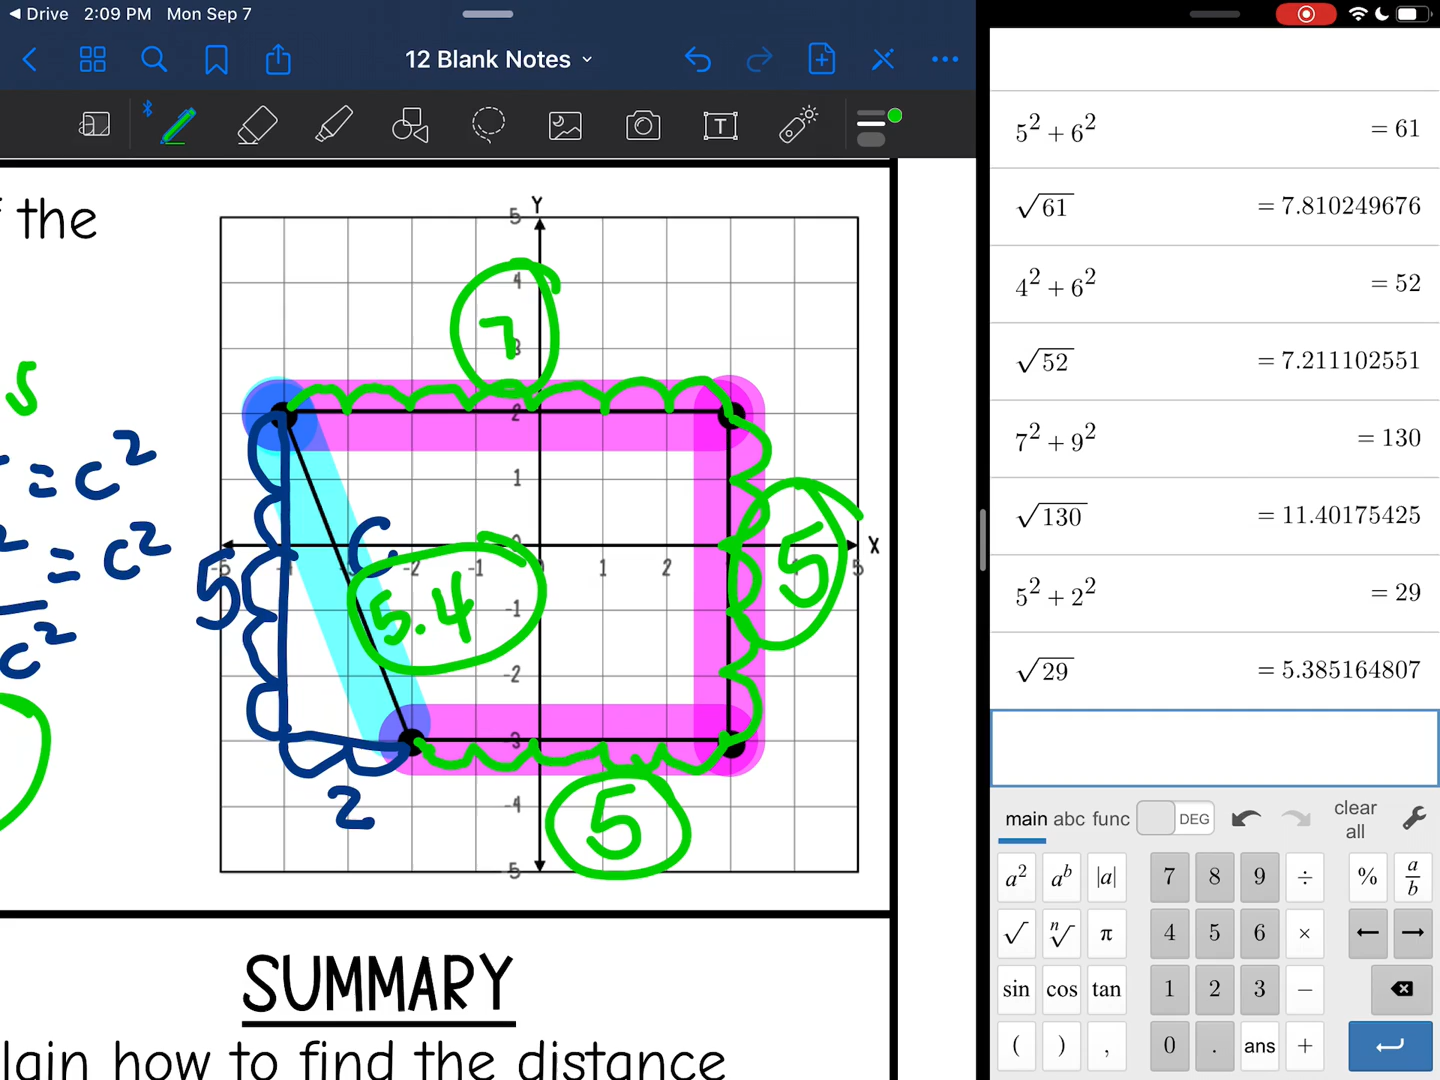 Drive 2:09 PM Mon Sep 7
12 Blank Notes
T
f the
s
= c²
= c²
c²
Y
5
4
3
2
1
0
-1
-2
3
-4
5
-2
-1
1
2
5
X
7
5
5
5.4
C
5
2
SUMMARY
lain how to find the distance
5² + 6² = 61
√61 = 7.810249676
4² + 6² = 52
√52 = 7.211102551
7² + 9² = 130
√130 = 11.40175425
5² + 2² = 29
√29 = 5.385164807
main abc func DEG clear all
a² aᵇ |a| 7 8 9 ÷ % a/b
√ ⁿ√ π 4 5 6 × ← →
sin cos tan 1 2 3 −
( ) , 0 . ans +